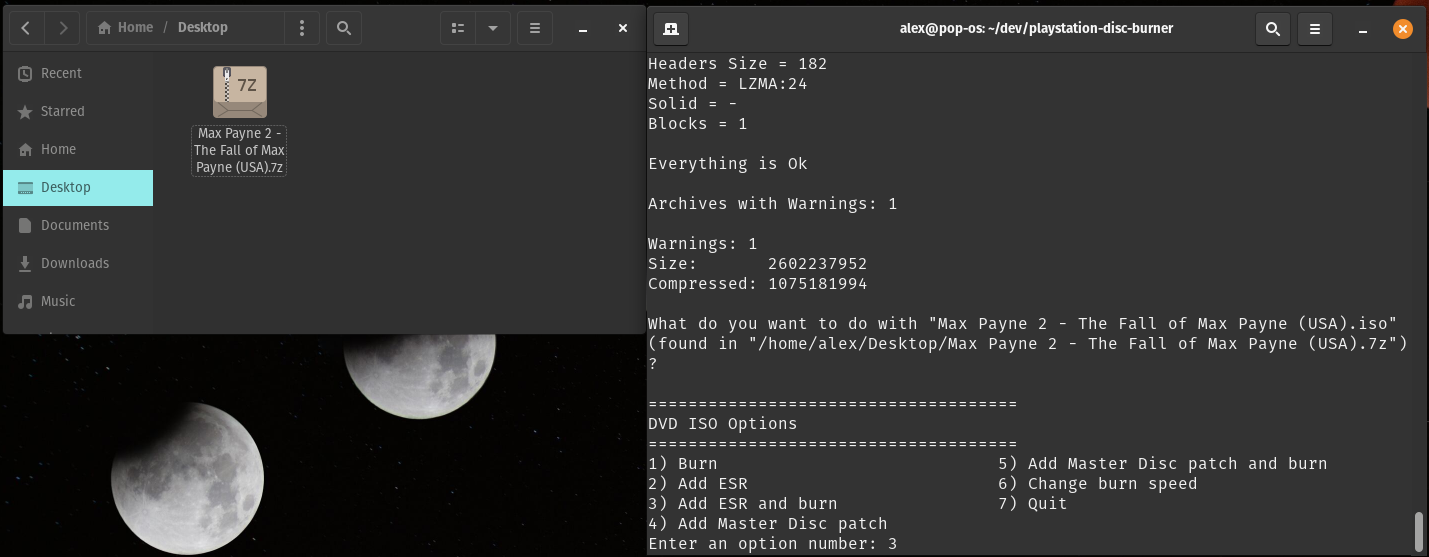 Home / Desktop
Recent
Starred
Home
Desktop
Documents
Downloads
Music
7Z
Max Payne 2 -
The Fall of Max
Payne (USA).7z
alex@pop-os: ~/dev/playstation-disc-burner
Headers Size = 182
Method = LZMA:24
Solid = -
Blocks = 1
Everything is Ok
Archives with Warnings: 1
Warnings: 1
Size:       2602237952
Compressed: 1075181994
What do you want to do with "Max Payne 2 - The Fall of Max Payne (USA).iso"
(found in "/home/alex/Desktop/Max Payne 2 - The Fall of Max Payne (USA).7z")
?
=====================================
DVD ISO Options
=====================================
1) Burn                            5) Add Master Disc patch and burn
2) Add ESR                         6) Change burn speed
3) Add ESR and burn                7) Quit
4) Add Master Disc patch
Enter an option number: 3